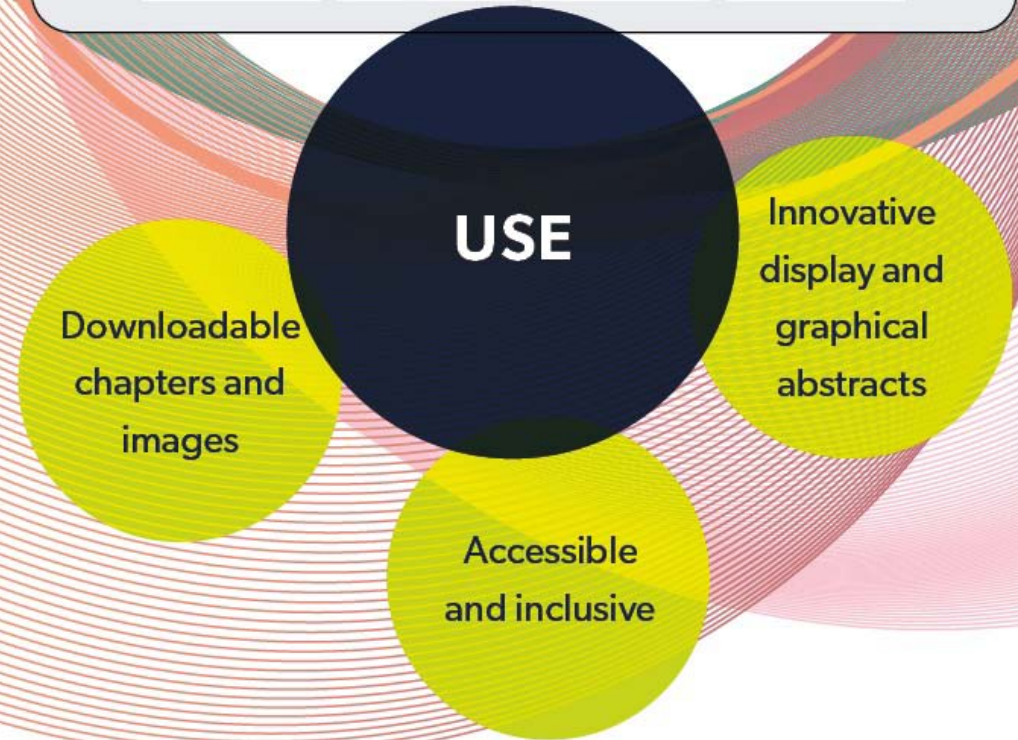 USE
Downloadable
chapters and
images
Accessible
and inclusive
Innovative
display and
graphical
abstracts